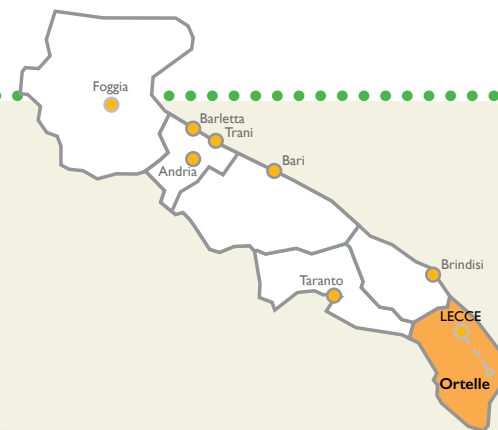 Foggia
Barletta
Trani
Andria
Bari
Brindisi
Taranto
LECCE
Ortelle